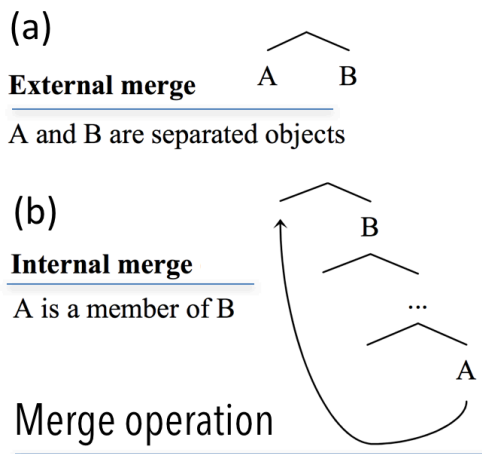 (a)
A B
External merge
A and B are separated objects
(b)
B
Internal merge
A is a member of B
...
A
Merge operation